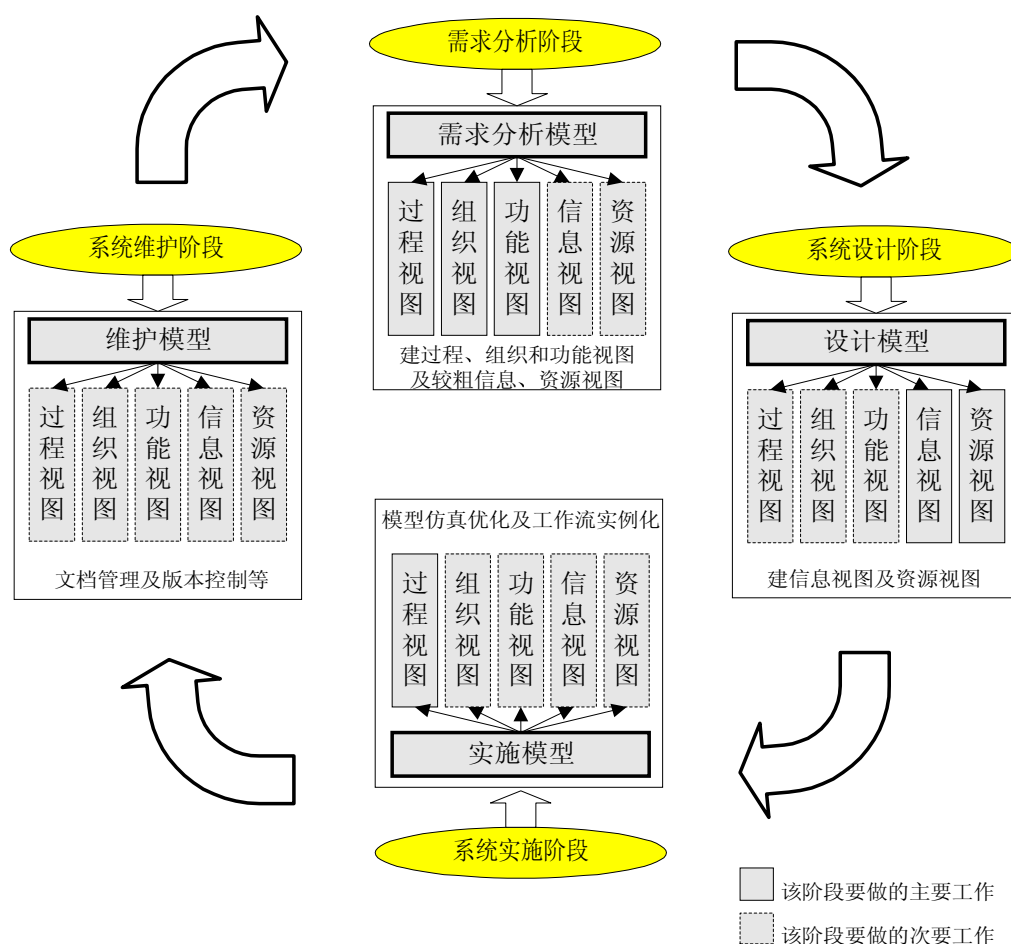 需求分析阶段
需求分析模型
过程视图
组织视图
功能视图
信息视图
资源视图
建过程、组织和功能视图
及较粗信息、资源视图
系统维护阶段
维护模型
过程视图
组织视图
功能视图
信息视图
资源视图
文档管理及版本控制等
系统设计阶段
设计模型
过程视图
组织视图
功能视图
信息视图
资源视图
建信息视图及资源视图
模型仿真优化及工作流实例化
过程视图
组织视图
功能视图
信息视图
资源视图
实施模型
系统实施阶段
该阶段要做的主要工作
该阶段要做的次要工作